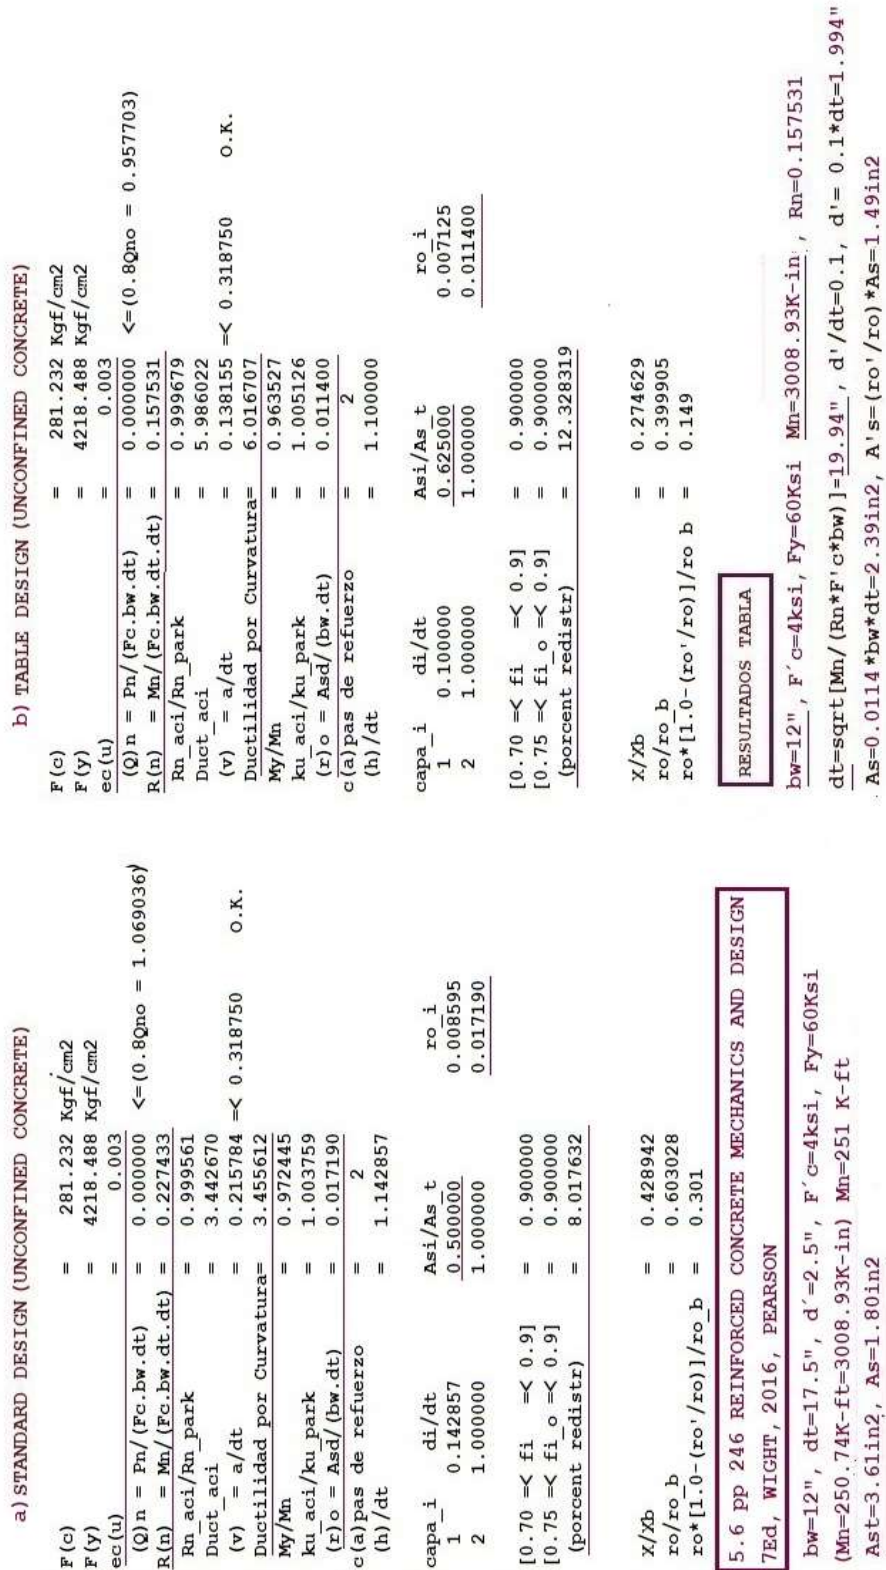 a) STANDARD DESIGN (UNCONFINED CONCRETE)
F(c) = 281.232 Kgf/cm2
F(y) = 4218.488 Kgf/cm2
ec(u) = 0.003
(Q)n = Pn/(Fc.bw.dt) = 0.000000 <=(0.8Qno = 1.069036)
R(n) = Mn/(Fc.bw.dt.dt) = 0.227433
Rn_aci/Rn_park = 0.999561
Duct_aci = 3.442670
(v) = a/dt = 0.215784 =< 0.318750 O.K.
Ductilidad por Curvatura= 3.455612
My/Mn = 0.972445
ku_aci/ku_park = 1.003759
(r)o = Asd/(bw.dt) = 0.017190
c(a)pas de refuerzo = 2
(h)/dt = 1.142857
capa_i di/dt Asi/As_t ro_i
1 0.142857 0.500000 0.008595
2 1.000000 1.000000 0.017190
[0.70 =< fi =< 0.9] = 0.900000
[0.75 =< fi_o =< 0.9] = 0.900000
(porcent redistr) = 8.017632
X/Xb = 0.428942
ro/ro_b = 0.603028
ro*[1.0-(ro'/ro)]/ro_b = 0.301
5.6 pp 246 REINFORCED CONCRETE MECHANICS AND DESIGN
7Ed, WIGHT, 2016, PEARSON
bw=12", dt=17.5", d´=2.5", F´c=4ksi, Fy=60Ksi
(Mn=250.74K-ft=3008.93K-in) Mn=251 K-ft
Ast=3.61in2, As=1.80in2
b) TABLE DESIGN (UNCONFINED CONCRETE)
F(c) = 281.232 Kgf/cm2
F(y) = 4218.488 Kgf/cm2
ec(u) = 0.003
(Q)n = Pn/(Fc.bw.dt) = 0.000000 <=(0.8Qno = 0.957703)
R(n) = Mn/(Fc.bw.dt.dt) = 0.157531
Rn_aci/Rn_park = 0.999679
Duct_aci = 5.986022
(v) = a/dt = 0.138155 =< 0.318750 O.K.
Ductilidad por Curvatura= 6.016707
My/Mn = 0.963527
ku_aci/ku_park = 1.005126
(r)o = Asd/(bw.dt) = 0.011400
c(a)pas de refuerzo = 2
(h)/dt = 1.100000
capa_i di/dt Asi/As_t ro_i
1 0.100000 0.625000 0.007125
2 1.000000 1.000000 0.011400
[0.70 =< fi =< 0.9] = 0.900000
[0.75 =< fi_o =< 0.9] = 0.900000
(porcent redistr) = 12.328319
X/Xb = 0.274629
ro/ro_b = 0.399905
ro*[1.0-(ro'/ro)]/ro_b = 0.149
RESULTADOS TABLA
bw=12", F´c=4ksi, Fy=60Ksi Mn=3008.93K-in, Rn=0.157531
dt=sqrt[Mn/(Rn*F'c*bw)]=19.94", d'/dt=0.1, d'= 0.1*dt=1.994"
As=0.0114*bw*dt=2.39in2, A's=(ro'/ro)*As=1.49in2